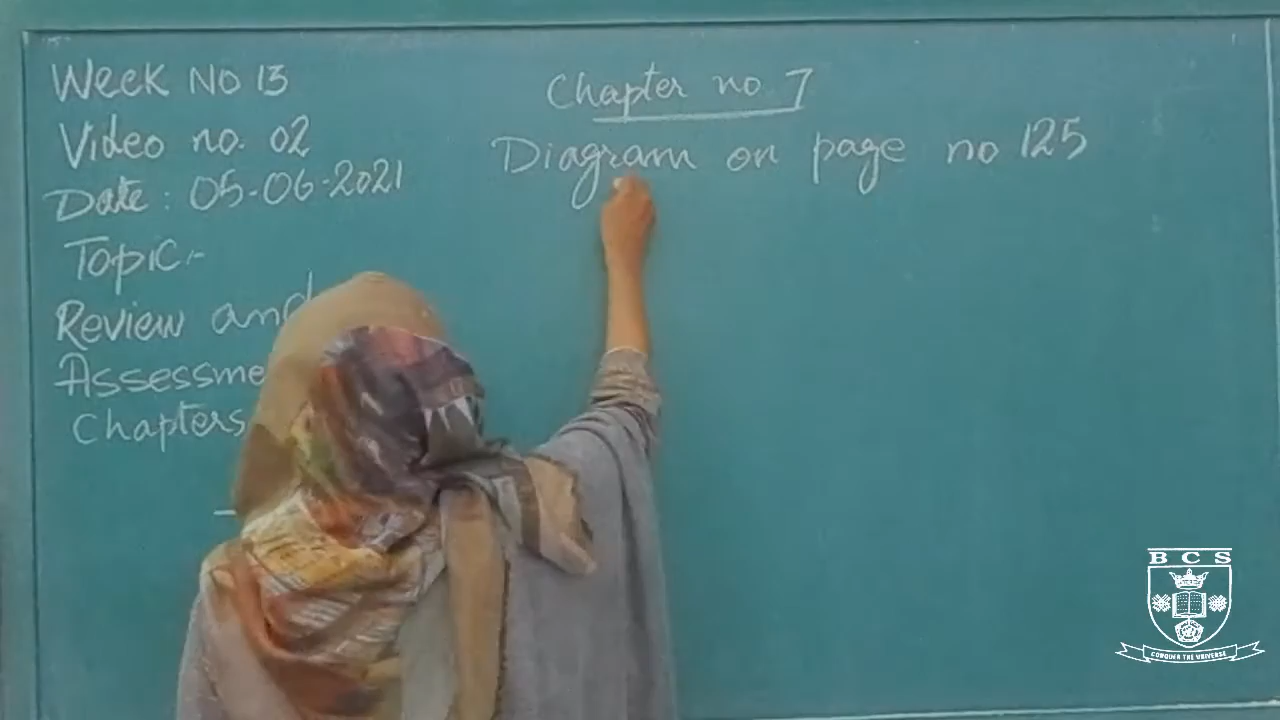 Week No 13
Video no. 02
Date : 05-06-2021
Topic:-
Review and
Assessme
Chapters
Chapter no 7
Diagram on page no 125
BCS
CONQUER THE UNIVERSE